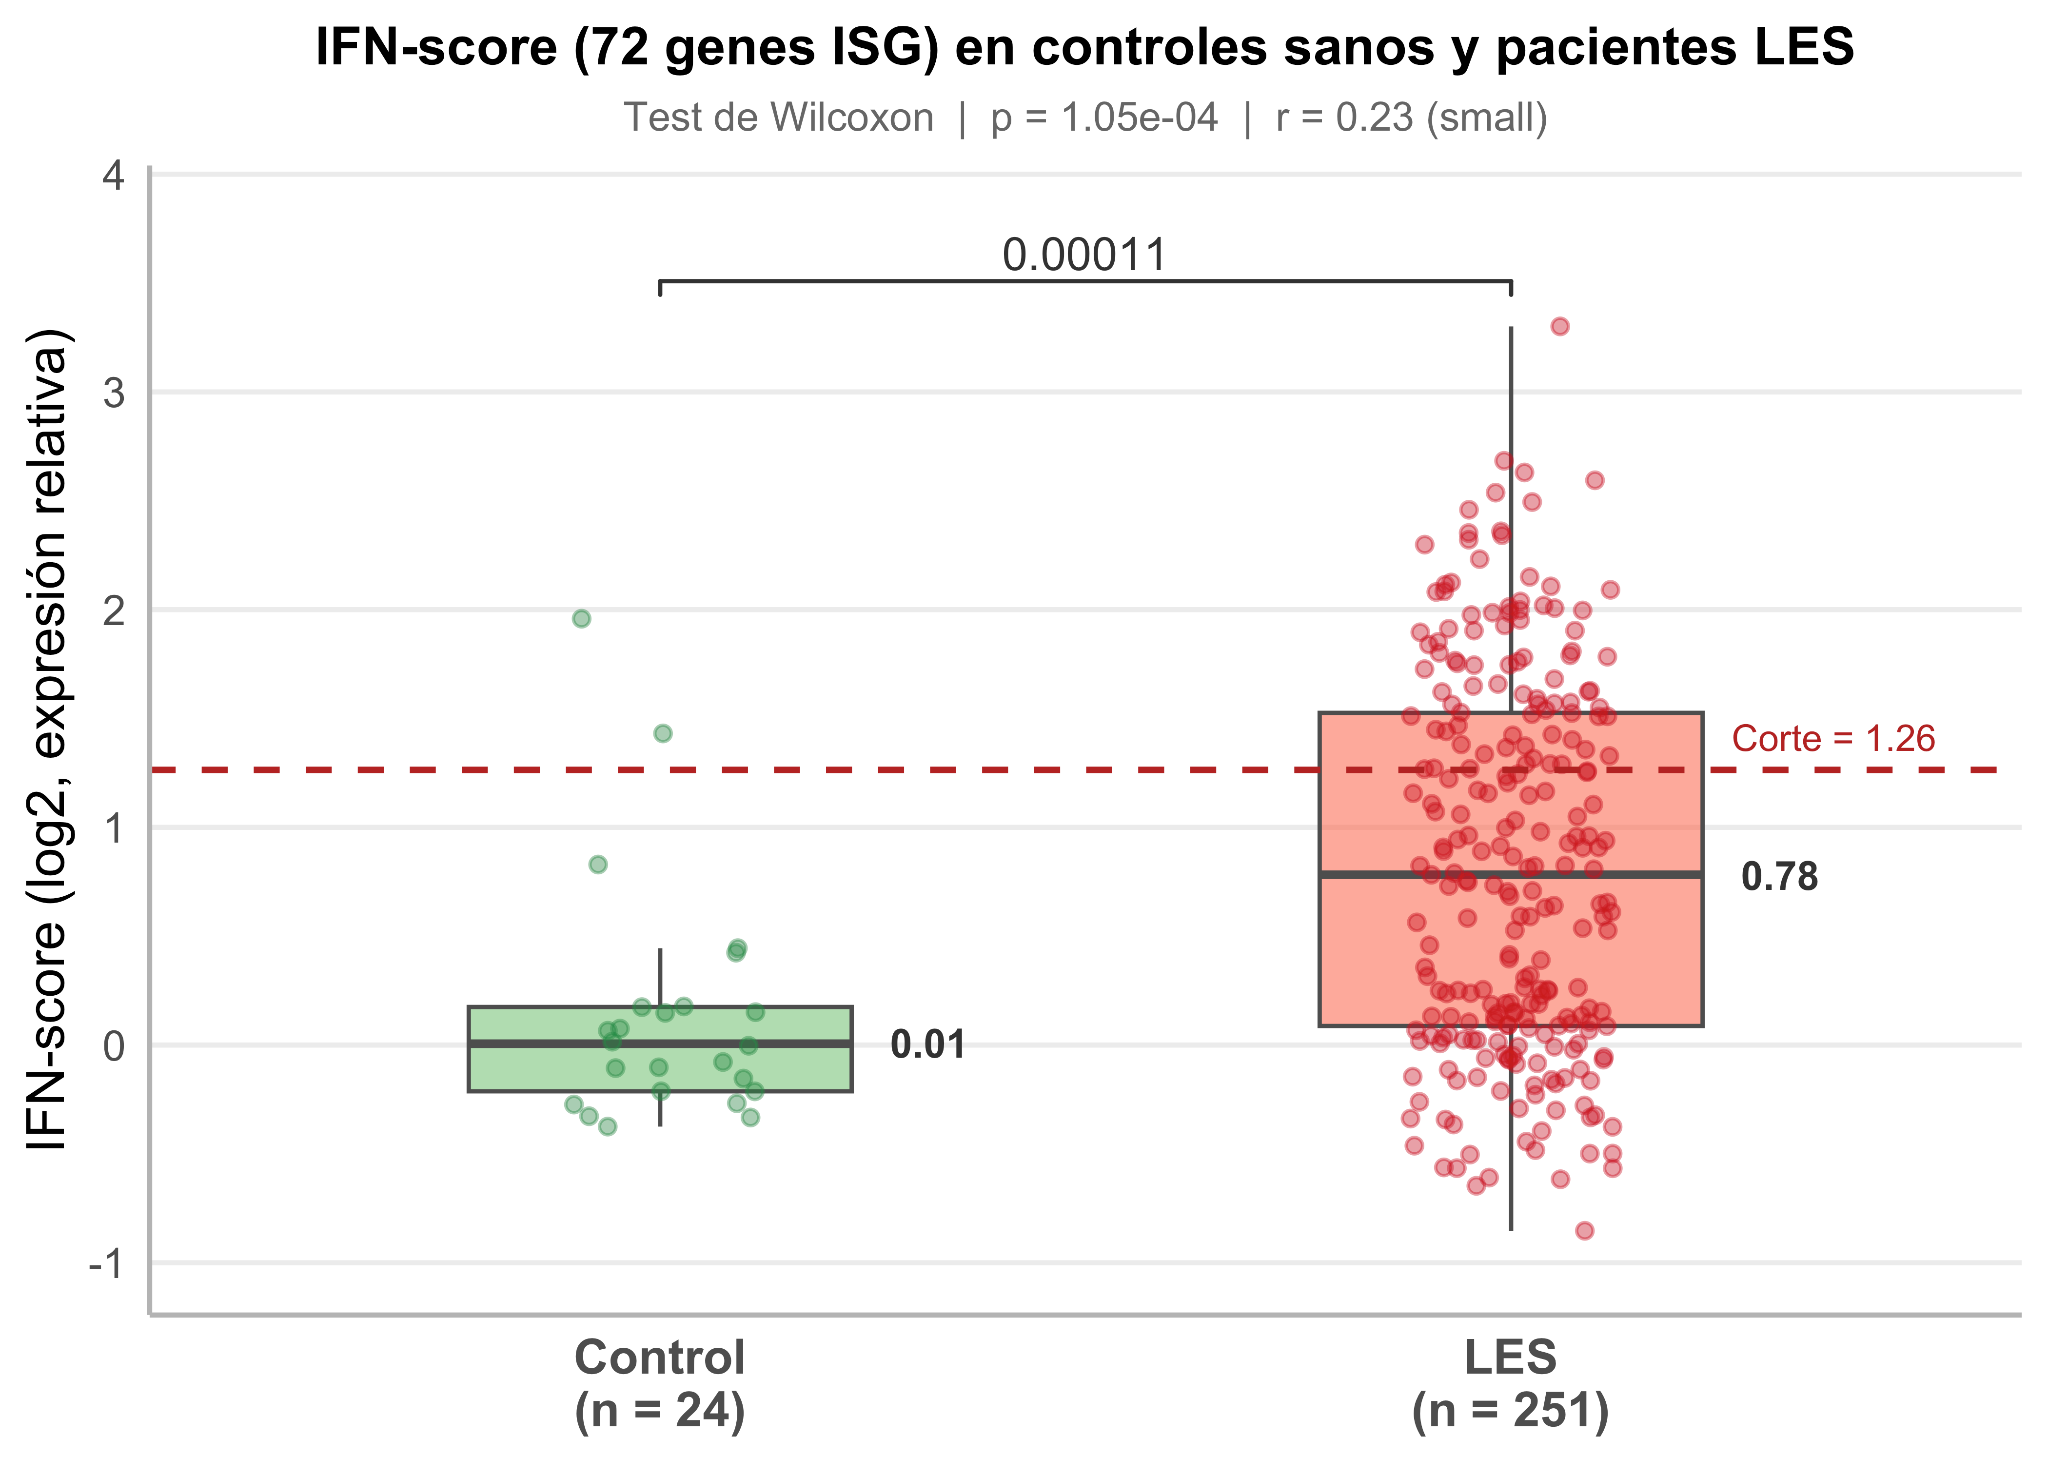 IFN-score (72 genes ISG) en controles sanos y pacientes LES
Test de Wilcoxon | p = 1.05e-04 | r = 0.23 (small)
IFN-score (log2, expresión relativa)
4
3
2
1
0
-1
0.00011
Corte = 1.26
0.78
0.01
Control
(n = 24)
LES
(n = 251)